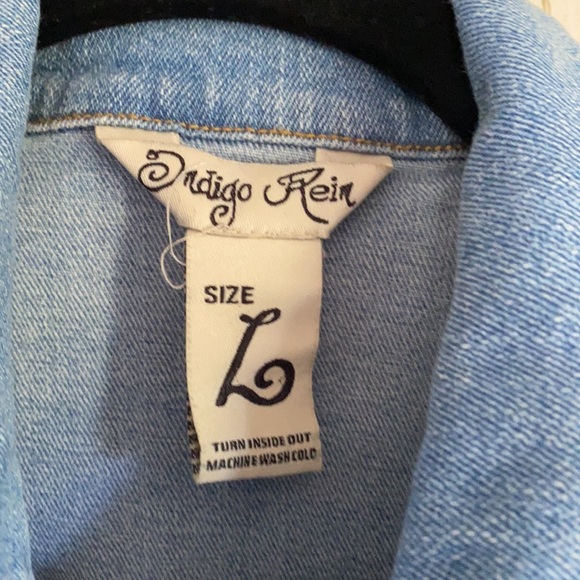 Indigo Rein
SIZE
L
TURN INSIDE OUT
MACHINE WASH COLD